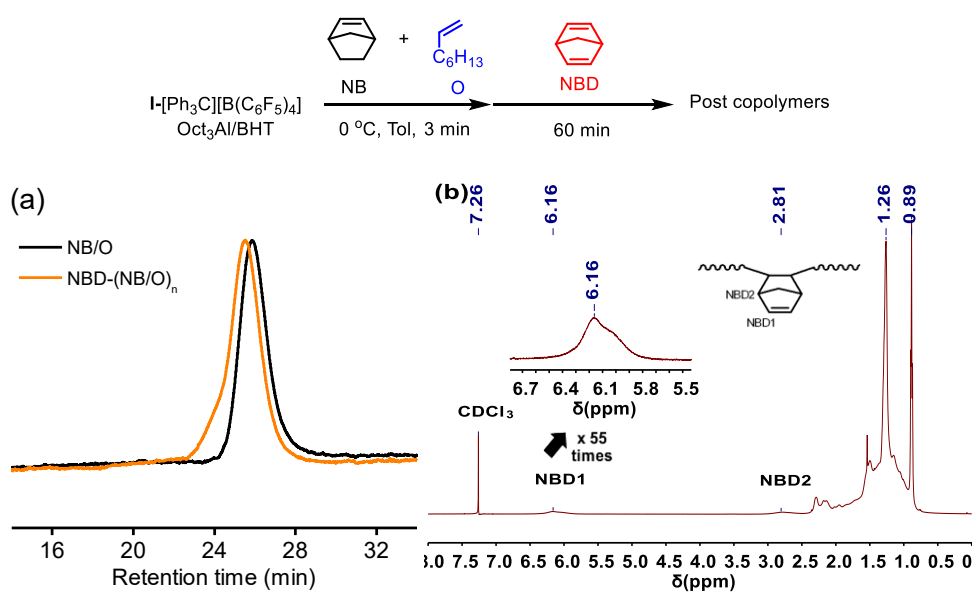 NB
+
C6H13
O
NBD
I-[Ph3C][B(C6F5)4]
Oct3Al/BHT
0 °C, Tol, 3 min
60 min
Post copolymers
(a)
NB/O
NBD-(NB/O)n
16 20 24 28 32
Retention time (min)
(b)
7.26
6.16
2.81
1.26
0.89
6.16
6.7 6.4 6.1 5.8 5.5
δ(ppm)
x 55
times
NBD2
NBD1
CDCl3
NBD1
NBD2
8.0 7.5 7.0 6.5 6.0 5.5 5.0 4.5 4.0 3.5 3.0 2.5 2.0 1.5 1.0 0.5 0
δ(ppm)